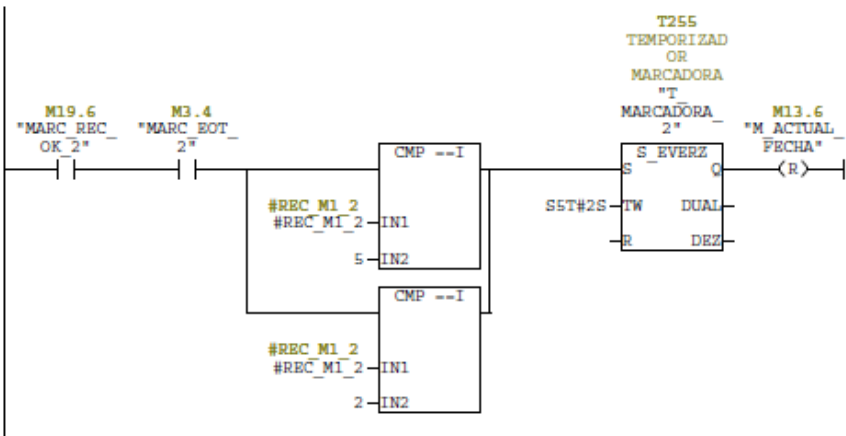 T255
TEMPORIZAD
OR
MARCADORA
"T_
MARCADORA_
2"
M19.6
"MARC_REC_
OK_2"
M3.4
"MARC_EOT_
2"
M13.6
"M_ACTUAL_
FECHA"
CMP ==I
#REC_M1_2
#REC_M1_2 IN1
5 IN2
S_EVERZ
S Q
(R)
S5T#2S TW DUAL
R DEZ
CMP ==I
#REC_M1_2
#REC_M1_2 IN1
2 IN2